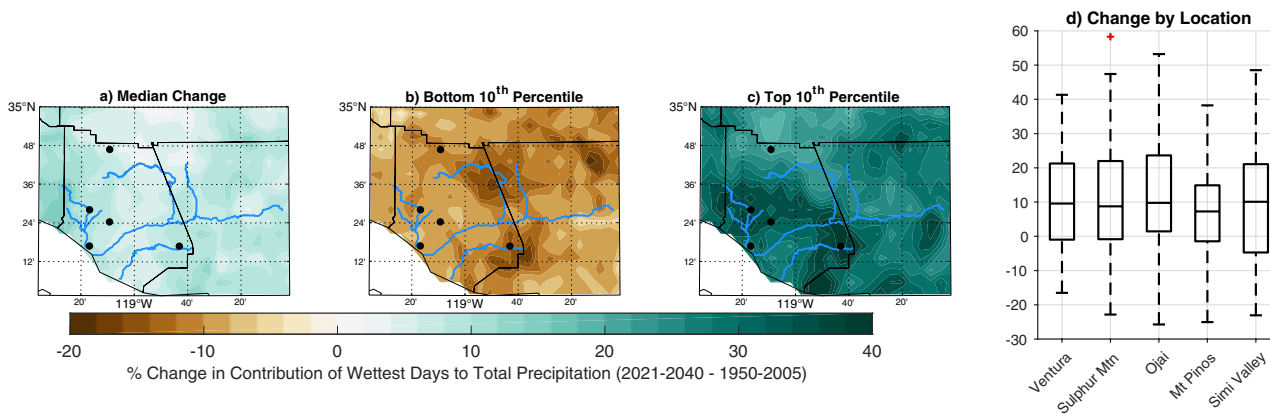 d) Change by Location
60
50
40
30
20
10
0
-10
-20
-30
Ventura
Sulphur Mtn
Ojai
Mt Pinos
Simi Valley
a) Median Change
35°N
48'
36'
24'
12'
20'
119°W
40'
20'
b) Bottom 10th Percentile
35°N
48'
36'
24'
12'
20'
119°W
40'
20'
c) Top 10th Percentile
35°N
48'
36'
24'
12'
20'
119°W
40'
20'
-20 -10 0 10 20 30 40
% Change in Contribution of Wettest Days to Total Precipitation (2021-2040 - 1950-2005)